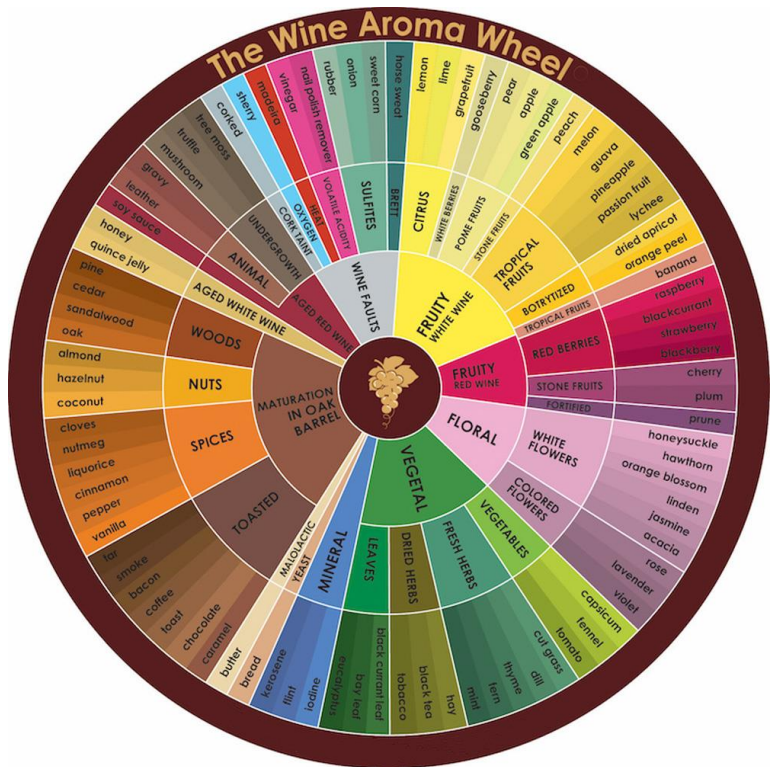 The Wine Aroma Wheel
WINE FAULTS
FRUITY
WHITE WINE
FRUITY
RED WINE
FLORAL
VEGETAL
MINERAL
YEAST
MALOLACTIC
MATURATION
IN OAK
BARREL
AGED WHITE WINE
AGED RED WINE
CITRUS
WHITE BERRIES
POME FRUITS
STONE FRUITS
TROPICAL
FRUITS
BOTRYTIZED
TROPICAL FRUITS
RED BERRIES
STONE FRUITS
FORTIFIED
WHITE
FLOWERS
COLORED
FLOWERS
VEGETABLES
FRESH HERBS
DRIED HERBS
LEAVES
TOASTED
SPICES
NUTS
WOODS
ANIMAL
UNDERGROWTH
CORK TAINT
OXYGEN
HEAT
VOLATILE ACIDITY
SULFITES
BRETT
lemon
lime
grapefruit
gooseberry
pear
apple
green apple
peach
melon
guava
pineapple
passion fruit
lychee
dried apricot
orange peel
banana
raspberry
blackcurrant
strawberry
blackberry
cherry
plum
prune
honeysuckle
hawthorn
orange blossom
linden
jasmine
acacia
rose
lavender
violet
capsicum
fennel
tomato
cut grass
dill
thyme
fern
mint
hay
black tea
tobacco
black currant leaf
bay leaf
eucalyptus
iodine
flint
kerosene
bread
butter
caramel
chocolate
toast
coffee
bacon
smoke
tar
vanilla
pepper
cinnamon
liquorice
nutmeg
cloves
coconut
hazelnut
almond
oak
sandalwood
cedar
pine
quince jelly
honey
soy sauce
leather
gravy
mushroom
truffle
tree moss
corked
sherry
madeira
vinegar
nail polish remover
rubber
onion
sweet corn
horse sweat